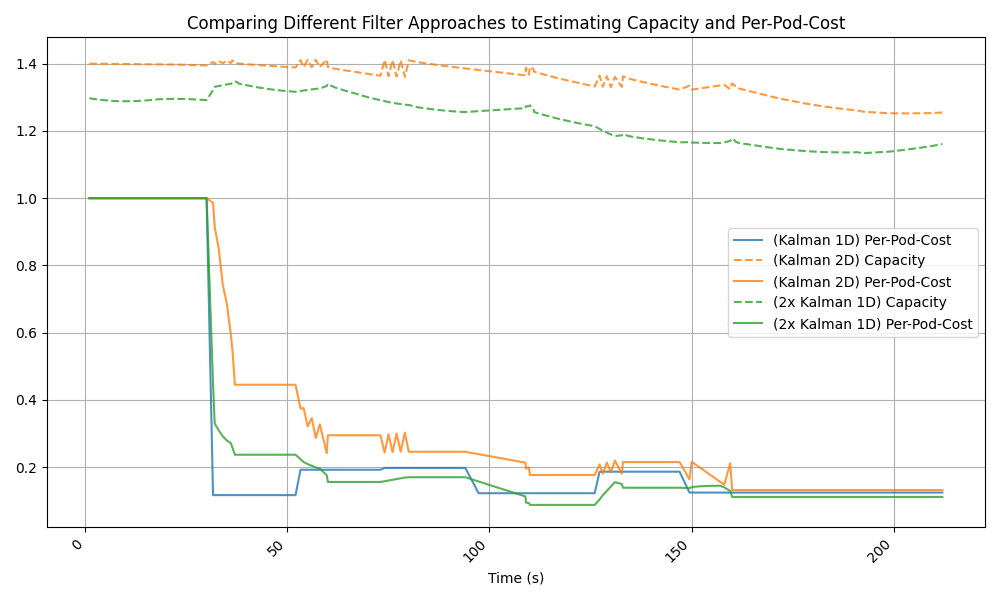 Comparing Different Filter Approaches to Estimating Capacity and Per-Pod-Cost
1.4
1.2
1.0
0.8
0.6
0.4
0.2
(Kalman 1D) Per-Pod-Cost
(Kalman 2D) Capacity
(Kalman 2D) Per-Pod-Cost
(2x Kalman 1D) Capacity
(2x Kalman 1D) Per-Pod-Cost
0
50
100
150
200
Time (s)